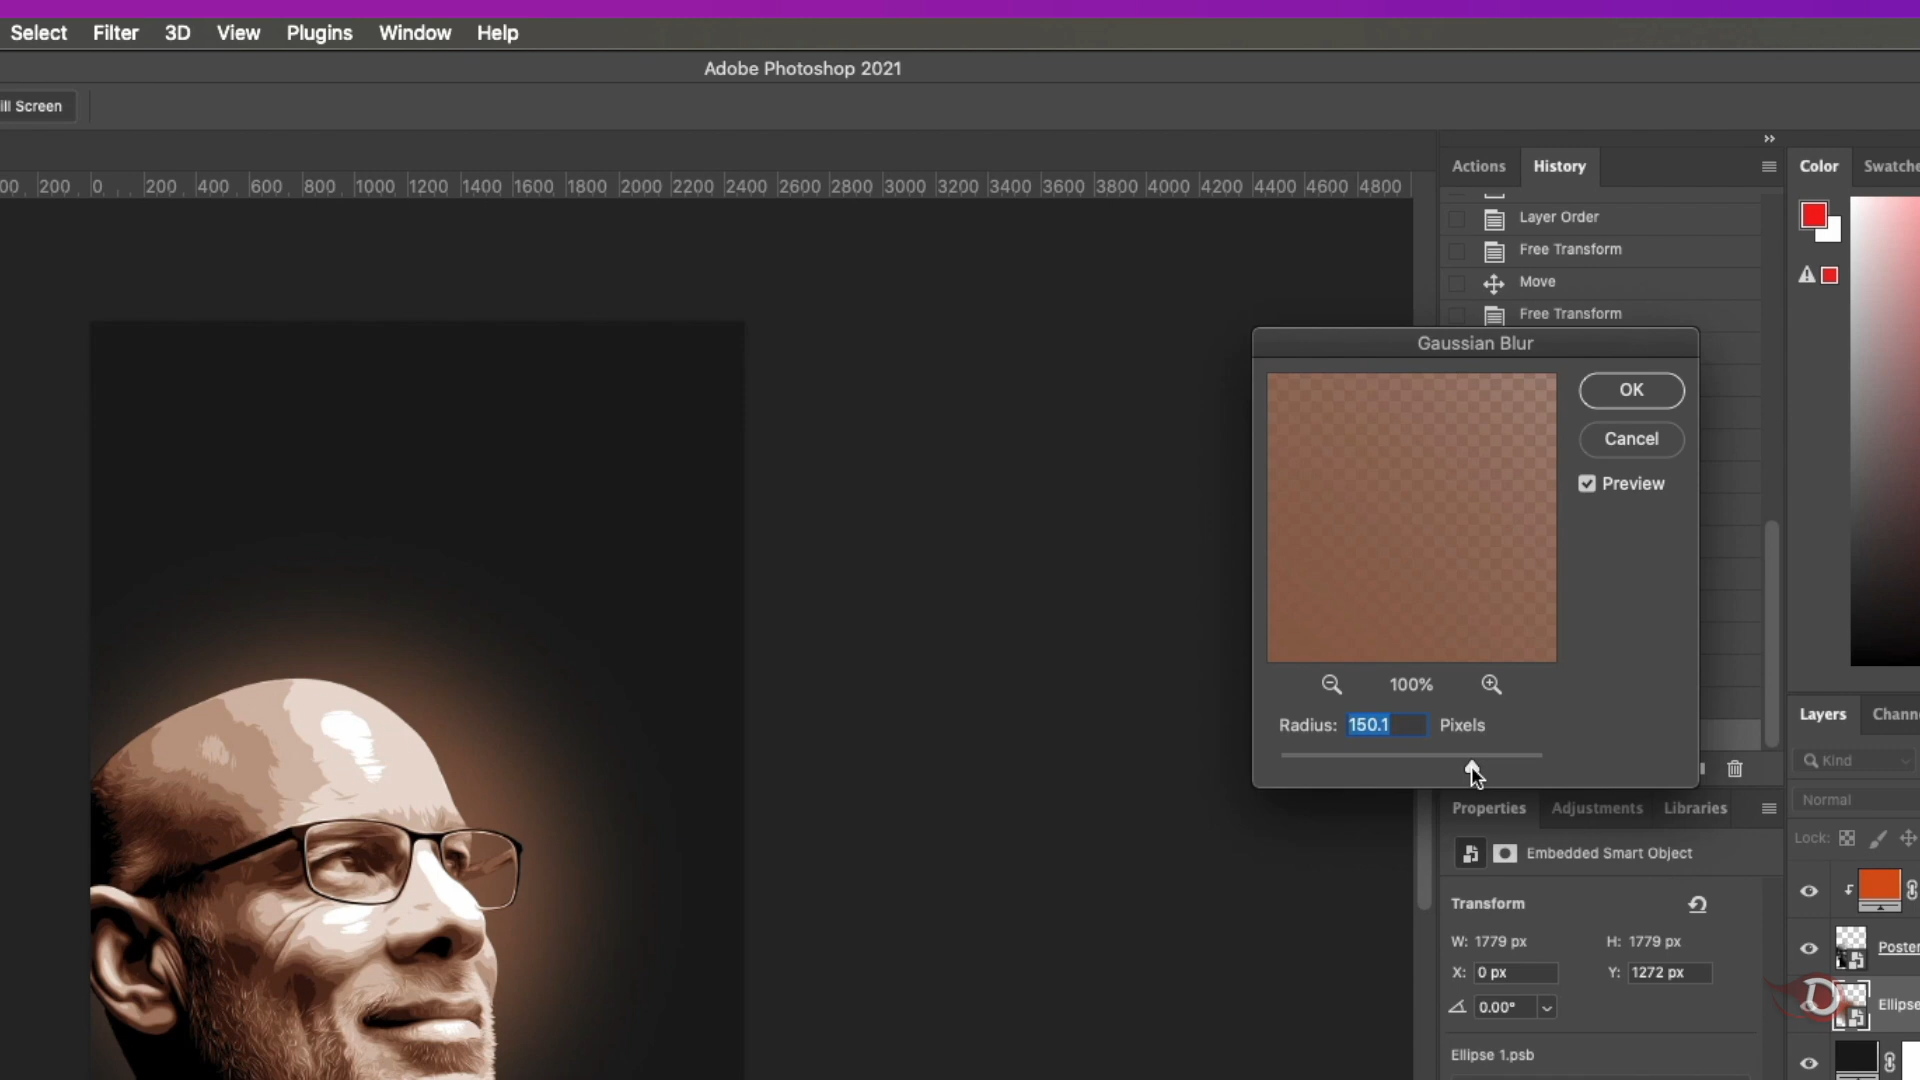 Select Filter 3D View Plugins Window Help
Adobe Photoshop 2021
ill Screen
00 200 0 200 400 600 800 1000 1200 1400 1600 1800 2000 2200 2400 2600 2800 3000 3200 3400 3600 3800 4000 4200 4400 4600 4800
Actions History
Layer Order
Free Transform
Move
Free Transform
Color Swatche
Gaussian Blur
OK
Cancel
Preview
100%
Radius: 150.1 Pixels
Properties Adjustments Libraries
Embedded Smart Object
Transform
W: 1779 px H: 1779 px
X: 0 px Y: 1272 px
0.00°
Ellipse 1.psb
Layers Chann
Kind
Normal
Lock:
Poster
Ellipse
D